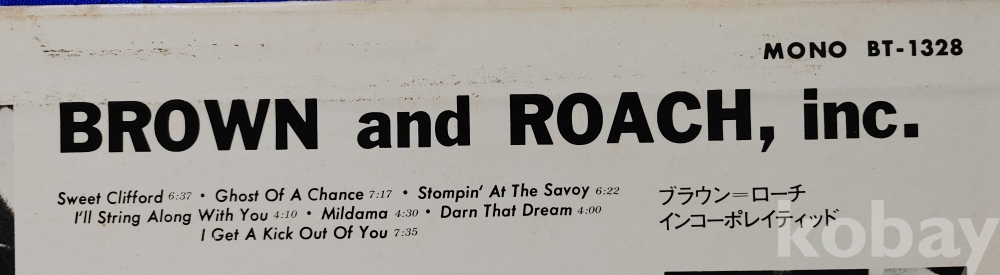 MONO BT-1328
BROWN and ROACH, inc.
Sweet Clifford 6:37 · Ghost Of A Chance 7:17 · Stompin' At The Savoy 6:22
I'll String Along With You 4:10 · Mildama 4:30 · Darn That Dream 4:00
I Get A Kick Out Of You 7:35
ブラウン=ローチ
インコーポレイティッド
kobay